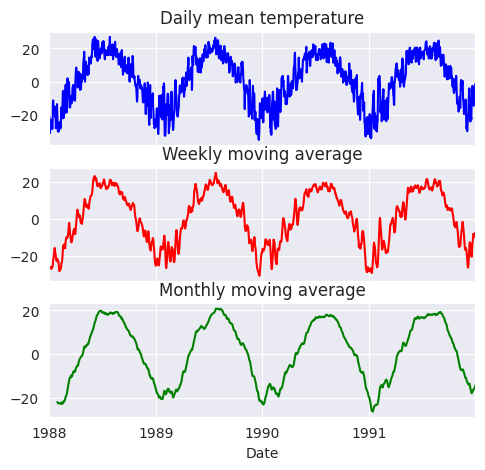 Daily mean temperature
20
0
−20
Weekly moving average
20
0
−20
Monthly moving average
20
0
−20
1988 1989 1990 1991
Date